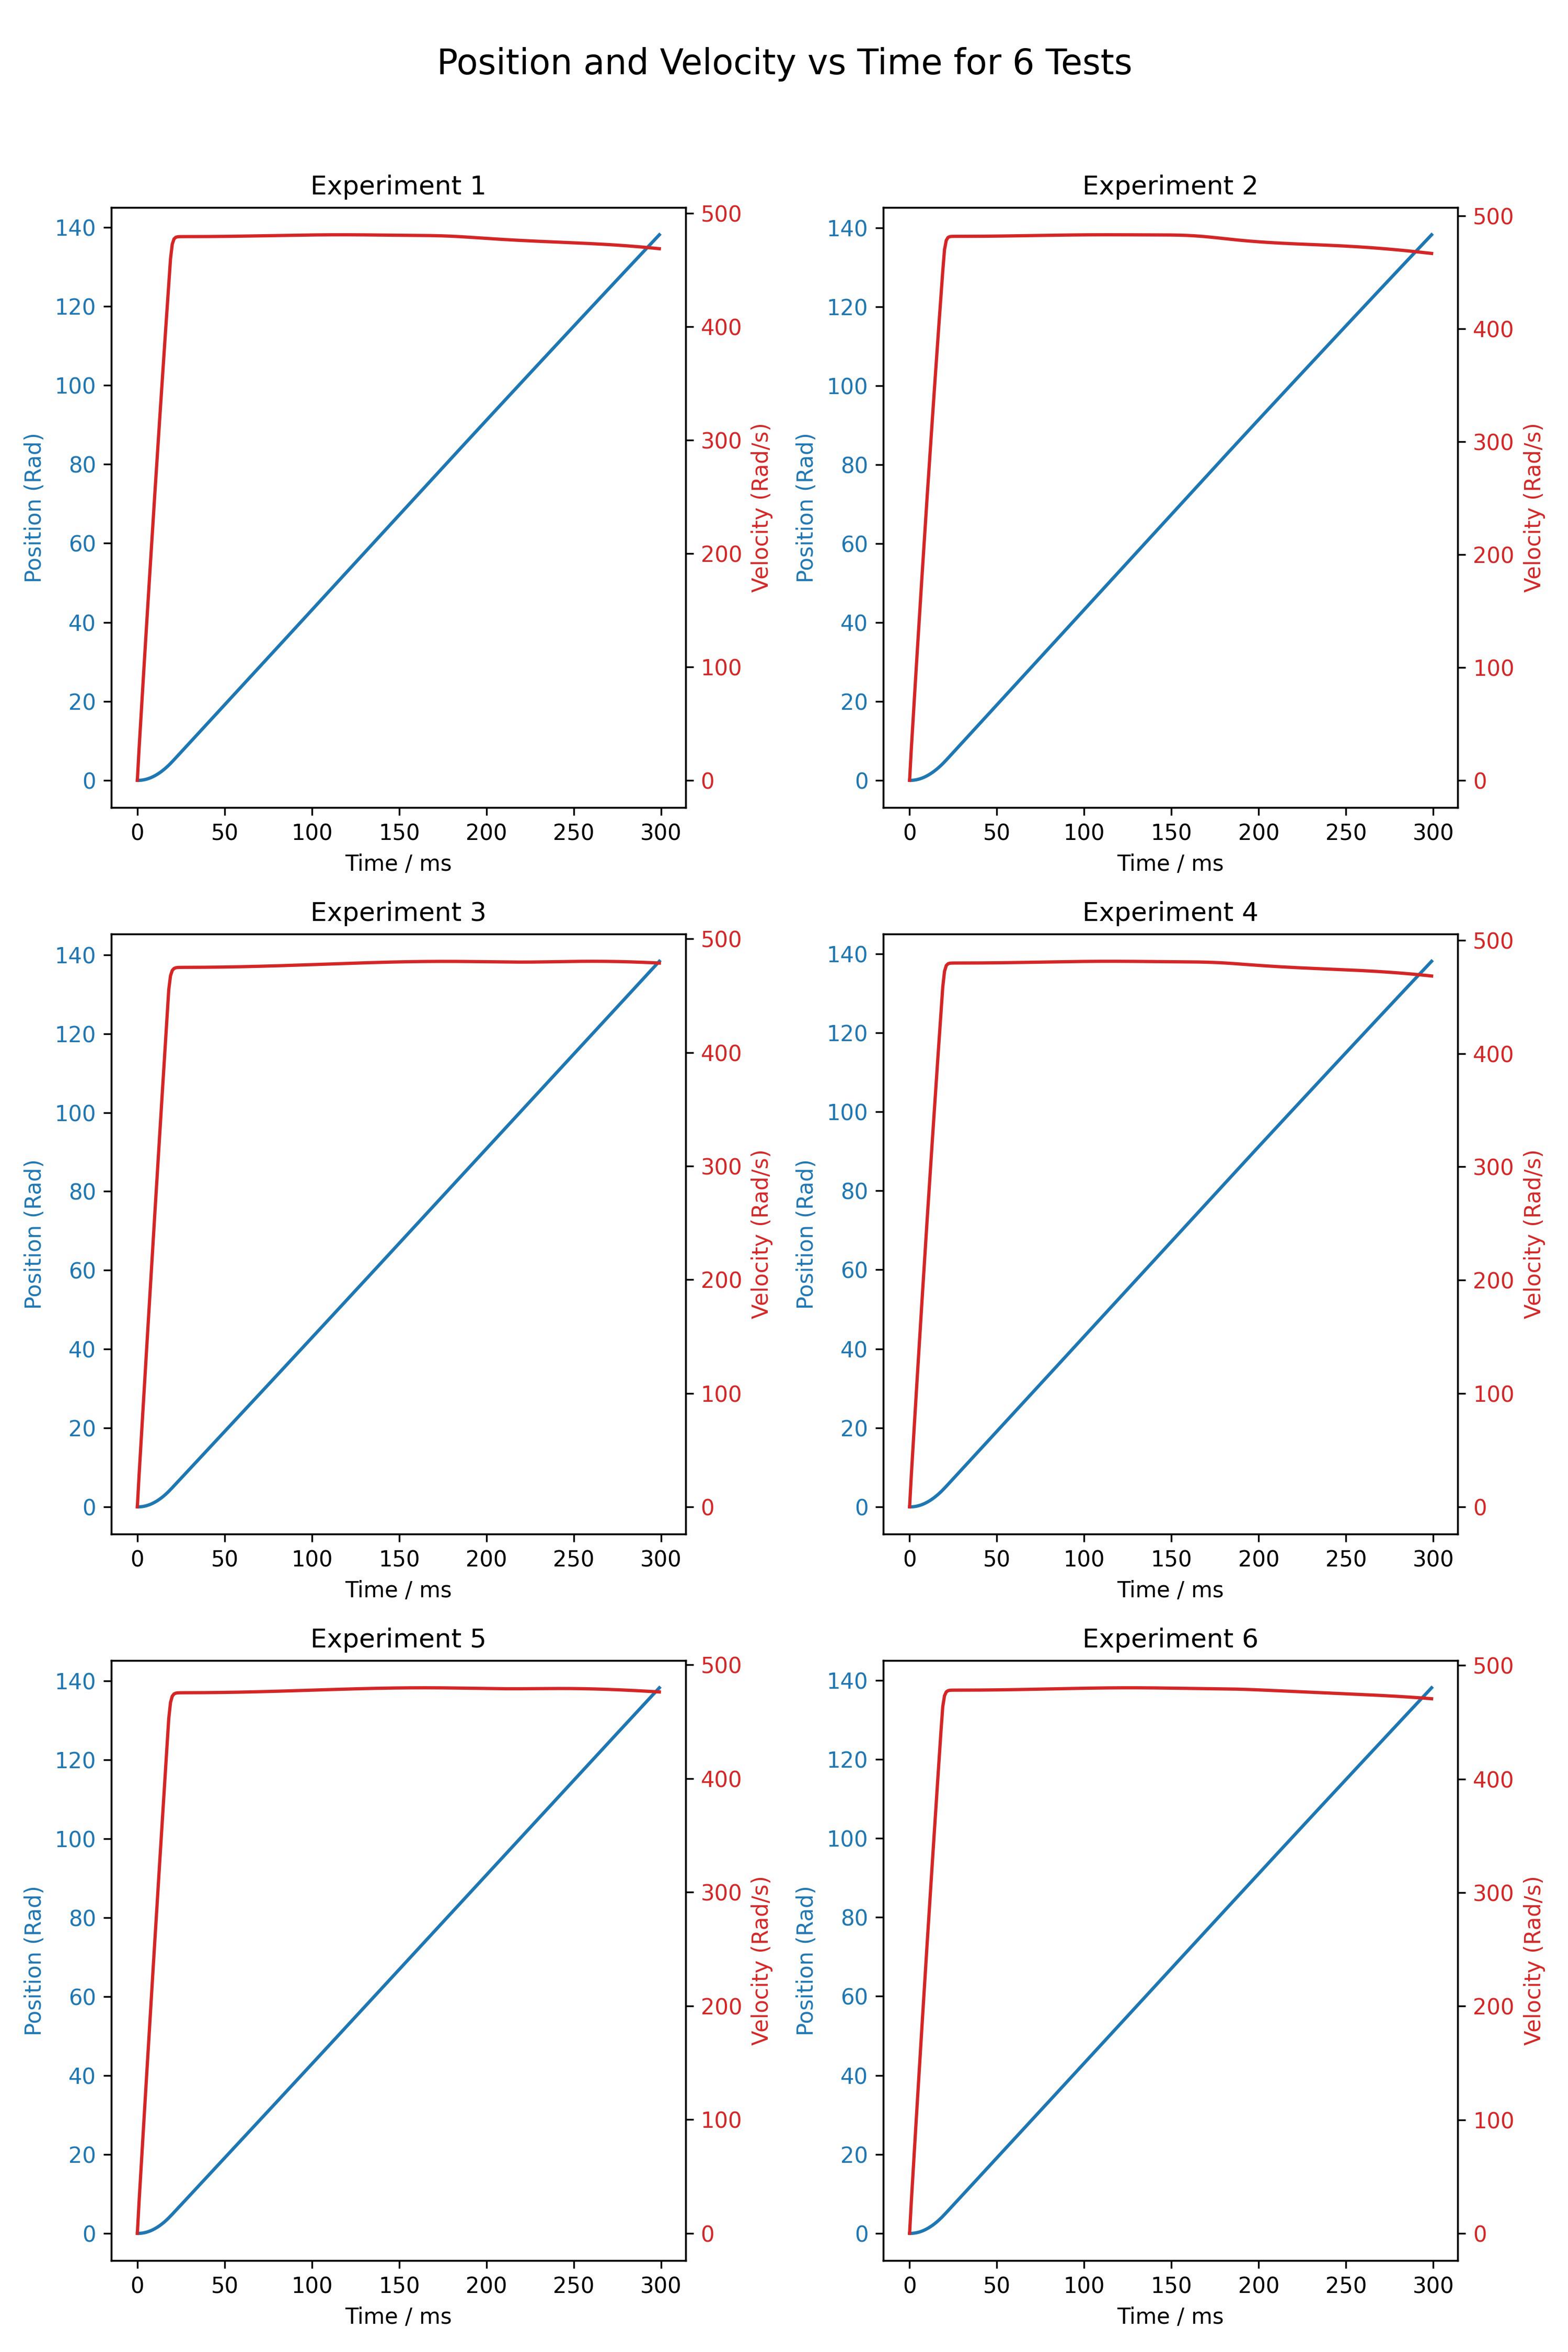 Position and Velocity vs Time for 6 Tests
Experiment 1
Position (Rad)
140
120
100
80
60
40
20
0
500
400
300
200
100
0
Velocity (Rad/s)
0 50 100 150 200 250 300
Time / ms
Experiment 2
Position (Rad)
140
120
100
80
60
40
20
0
500
400
300
200
100
0
Velocity (Rad/s)
0 50 100 150 200 250 300
Time / ms
Experiment 3
Position (Rad)
140
120
100
80
60
40
20
0
500
400
300
200
100
0
Velocity (Rad/s)
0 50 100 150 200 250 300
Time / ms
Experiment 4
Position (Rad)
140
120
100
80
60
40
20
0
500
400
300
200
100
0
Velocity (Rad/s)
0 50 100 150 200 250 300
Time / ms
Experiment 5
Position (Rad)
140
120
100
80
60
40
20
0
500
400
300
200
100
0
Velocity (Rad/s)
0 50 100 150 200 250 300
Time / ms
Experiment 6
Position (Rad)
140
120
100
80
60
40
20
0
500
400
300
200
100
0
Velocity (Rad/s)
0 50 100 150 200 250 300
Time / ms